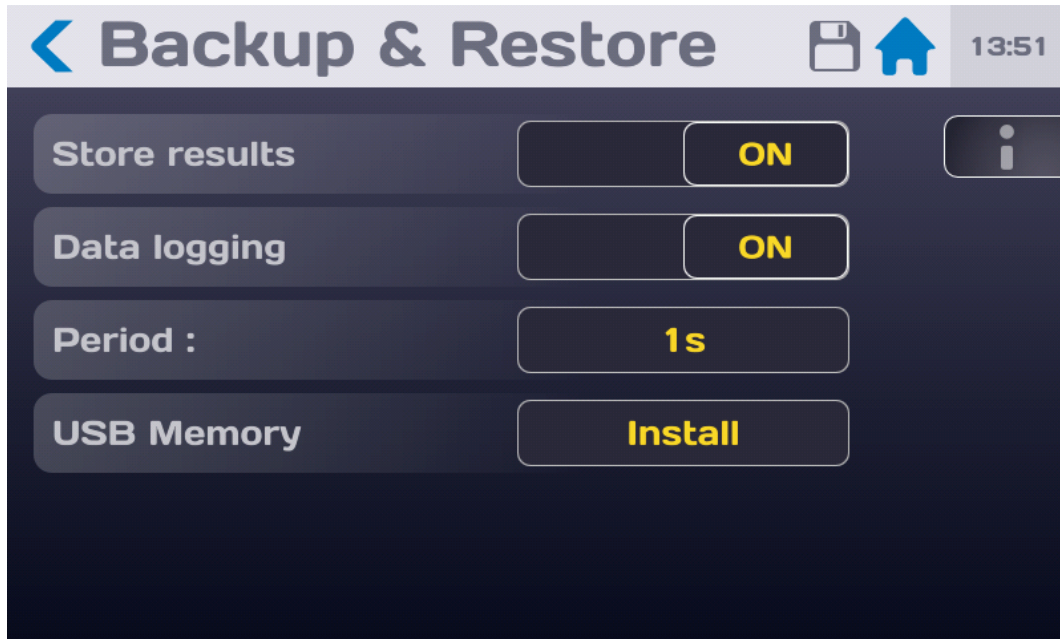 Backup & Restore 13:51
Store results ON
Data logging ON
Period : 1s
USB Memory Install